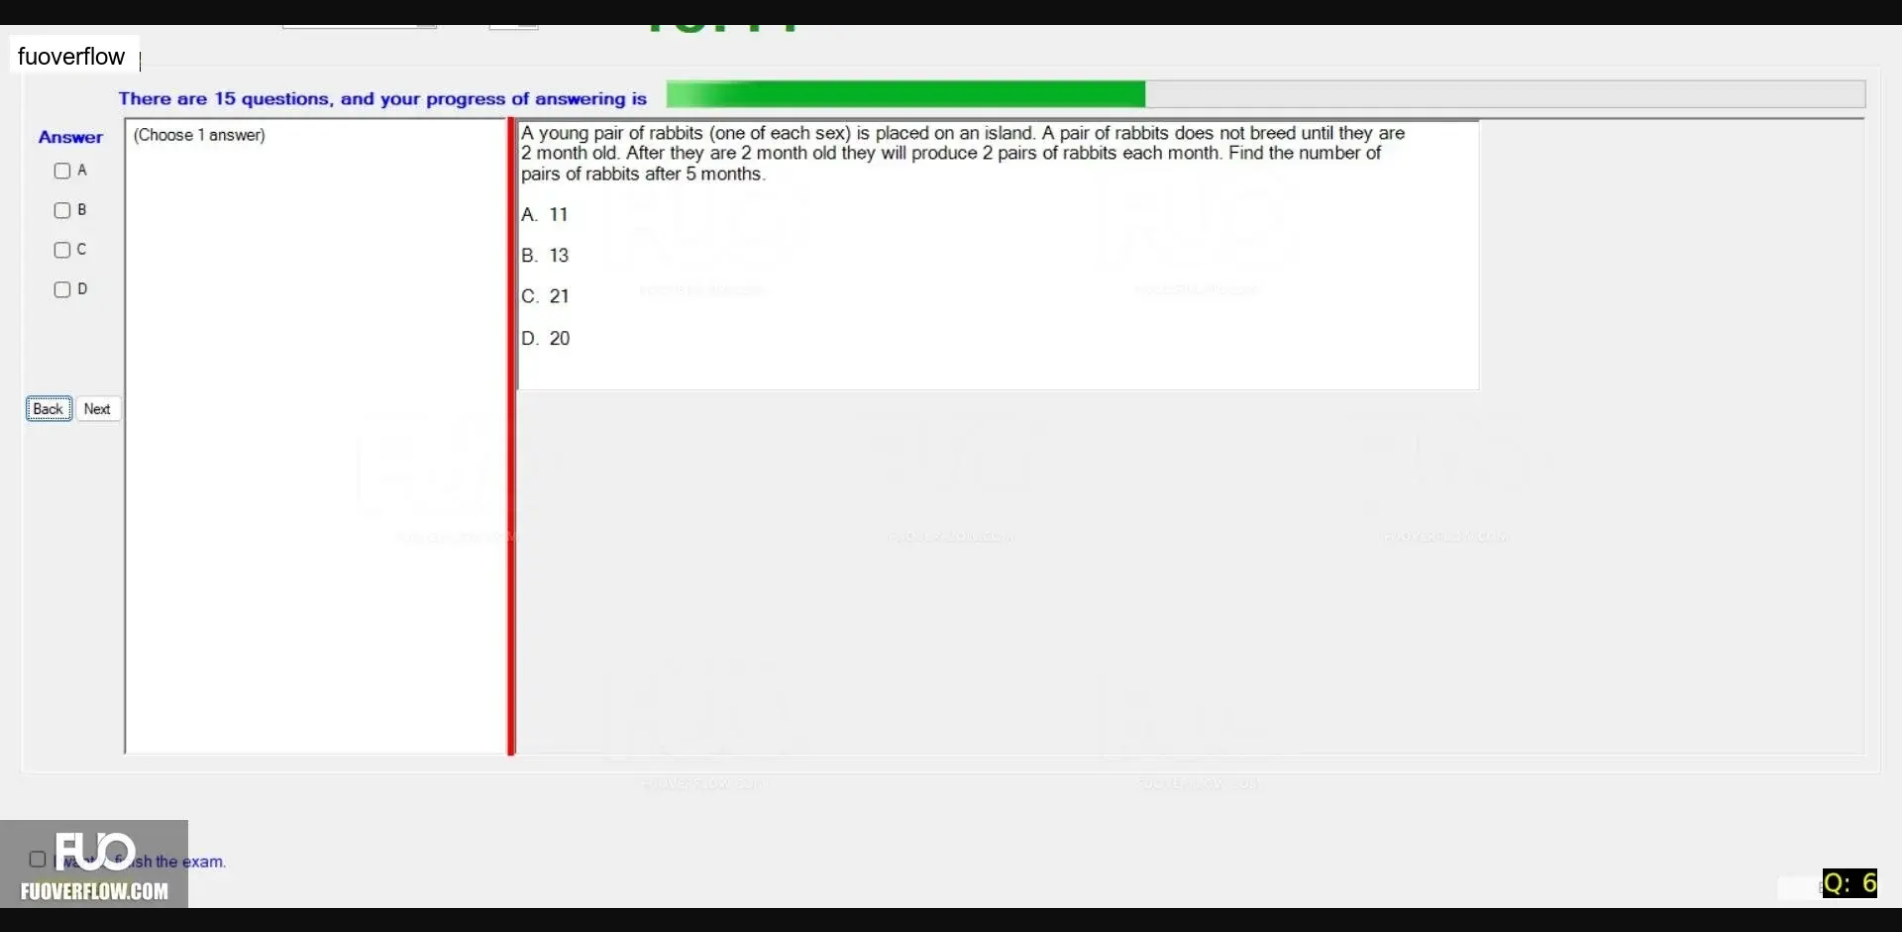 fuoverflow
There are 15 questions, and your progress of answering is
Answer
(Choose 1 answer)
A
B
C
D
Back Next
A young pair of rabbits (one of each sex) is placed on an island. A pair of rabbits does not breed until they are
2 month old. After they are 2 month old they will produce 2 pairs of rabbits each month. Find the number of
pairs of rabbits after 5 months.
A. 11
B. 13
C. 21
D. 20
FUO
sh the exam.
FUOVERFLOW.COM
Q: 6